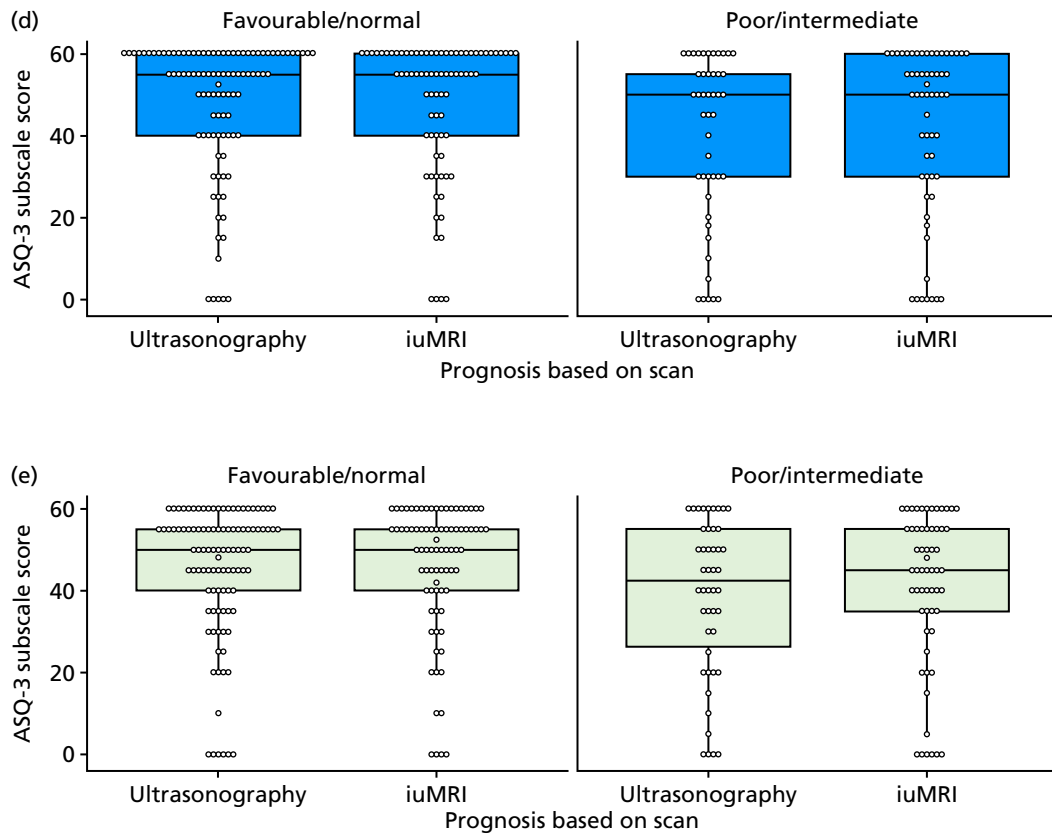 (d)
Favourable/normal
Poor/intermediate
ASQ-3 subscale score
60
40
20
0
Ultrasonography
iuMRI
Ultrasonography
iuMRI
Prognosis based on scan
(e)
Favourable/normal
Poor/intermediate
ASQ-3 subscale score
60
40
20
0
Ultrasonography
iuMRI
Ultrasonography
iuMRI
Prognosis based on scan